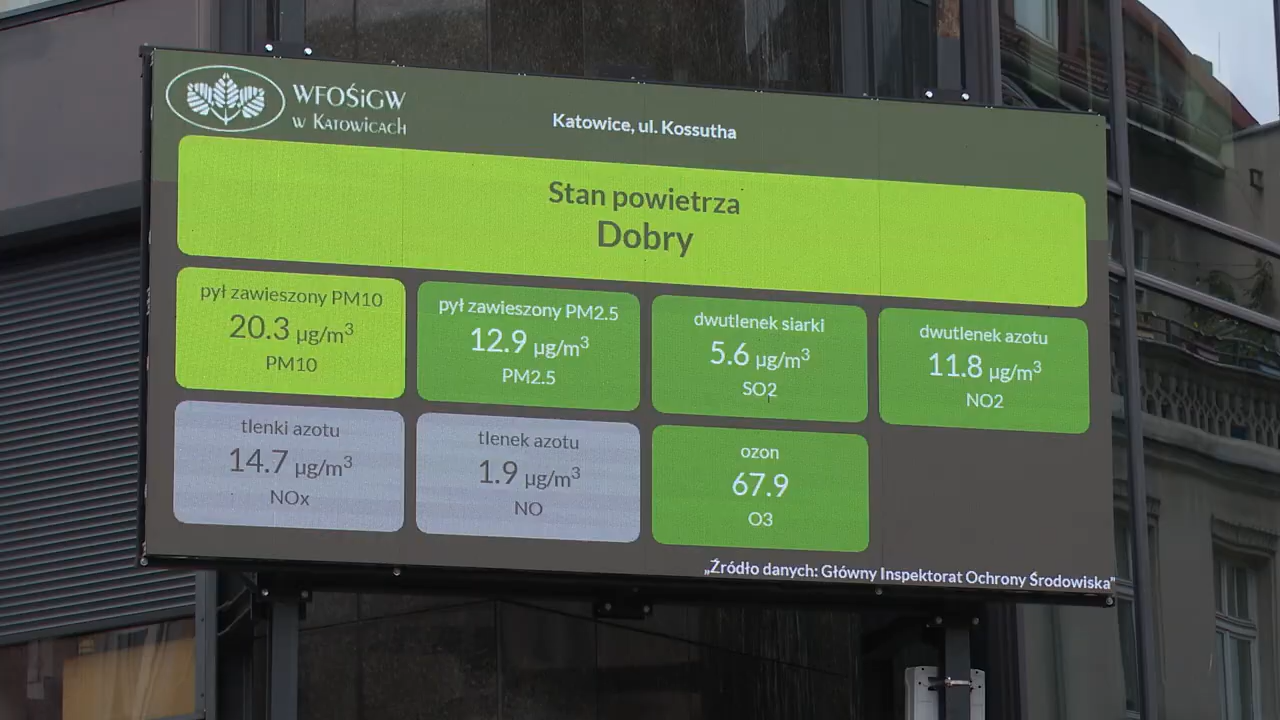 WFOŚiGW
w Katowicach
Katowice, ul. Kossutha
Stan powietrza
Dobry
pył zawieszony PM10
20.3 µg/m³
PM10
pył zawieszony PM2.5
12.9 µg/m³
PM2.5
dwutlenek siarki
5.6 µg/m³
SO2
dwutlenek azotu
11.8 µg/m³
NO2
tlenki azotu
14.7 µg/m³
NOx
tlenek azotu
1.9 µg/m³
NO
ozon
67.9
O3
„Źródło danych: Główny Inspektorat Ochrony Środowiska"